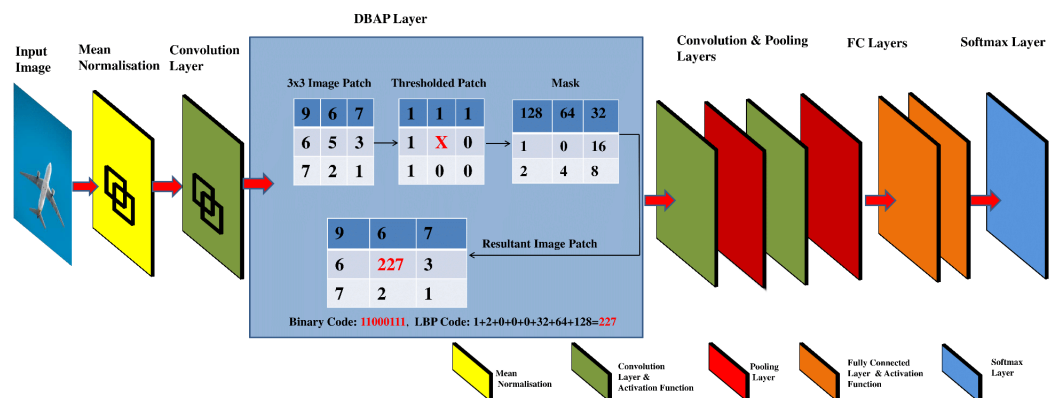 DBAP Layer
Input
Image
Mean
Normalisation
Convolution
Layer
3x3 Image Patch
9 6 7
6 5 3
7 2 1
Thresholded Patch
1 1 1
1 X 0
1 0 0
Mask
128 64 32
1 0 16
2 4 8
9 6 7
6 227 3
7 2 1
Resultant Image Patch
Binary Code: 11000111, LBP Code: 1+2+0+0+0+32+64+128=227
Convolution & Pooling
Layers
FC Layers
Softmax Layer
Mean
Normalisation
Convolution
Layer &
Activation Function
Pooling
Layer
Fully Connected
Layer & Activation
Function
Softmax
Layer